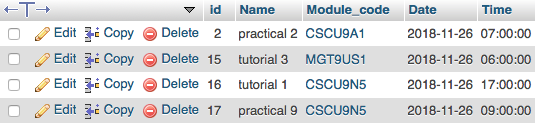 id Name Module_code Date Time
Edit Copy Delete 2 practical 2 CSCU9A1 2018-11-26 07:00:00
Edit Copy Delete 15 tutorial 3 MGT9US1 2018-11-26 06:00:00
Edit Copy Delete 16 tutorial 1 CSCU9N5 2018-11-26 17:00:00
Edit Copy Delete 17 practical 9 CSCU9N5 2018-11-26 09:00:00